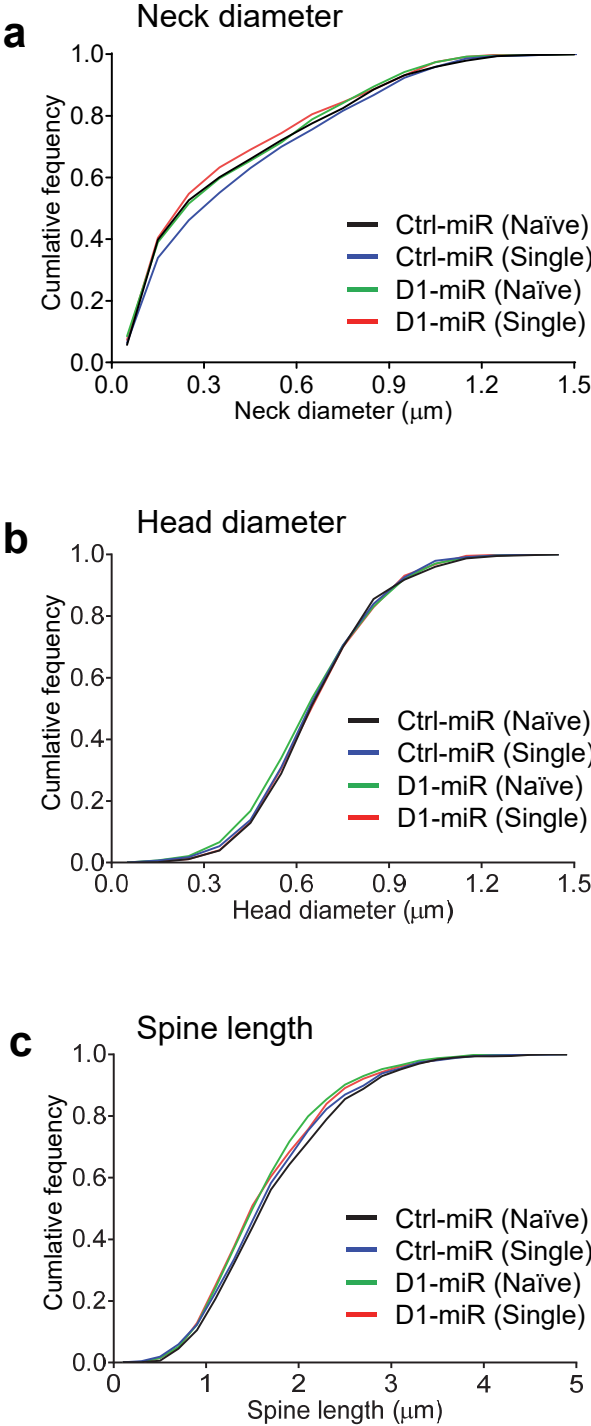 a
Neck diameter
Cumlative fequency
1.0
0.8
0.6
0.4
0.2
0.0
Ctrl-miR (Naïve)
Ctrl-miR (Single)
D1-miR (Naïve)
D1-miR (Single)
0.0 0.3 0.6 0.9 1.2 1.5
Neck diameter (μm)
b
Head diameter
Cumlative fequency
1.0
0.8
0.6
0.4
0.2
0.0
Ctrl-miR (Naïve)
Ctrl-miR (Single)
D1-miR (Naïve)
D1-miR (Single)
0.0 0.3 0.6 0.9 1.2 1.5
Head diameter (μm)
c
Spine length
Cumlative fequency
1.0
0.8
0.6
0.4
0.2
0.0
Ctrl-miR (Naïve)
Ctrl-miR (Single)
D1-miR (Naïve)
D1-miR (Single)
0 1 2 3 4 5
Spine length (μm)